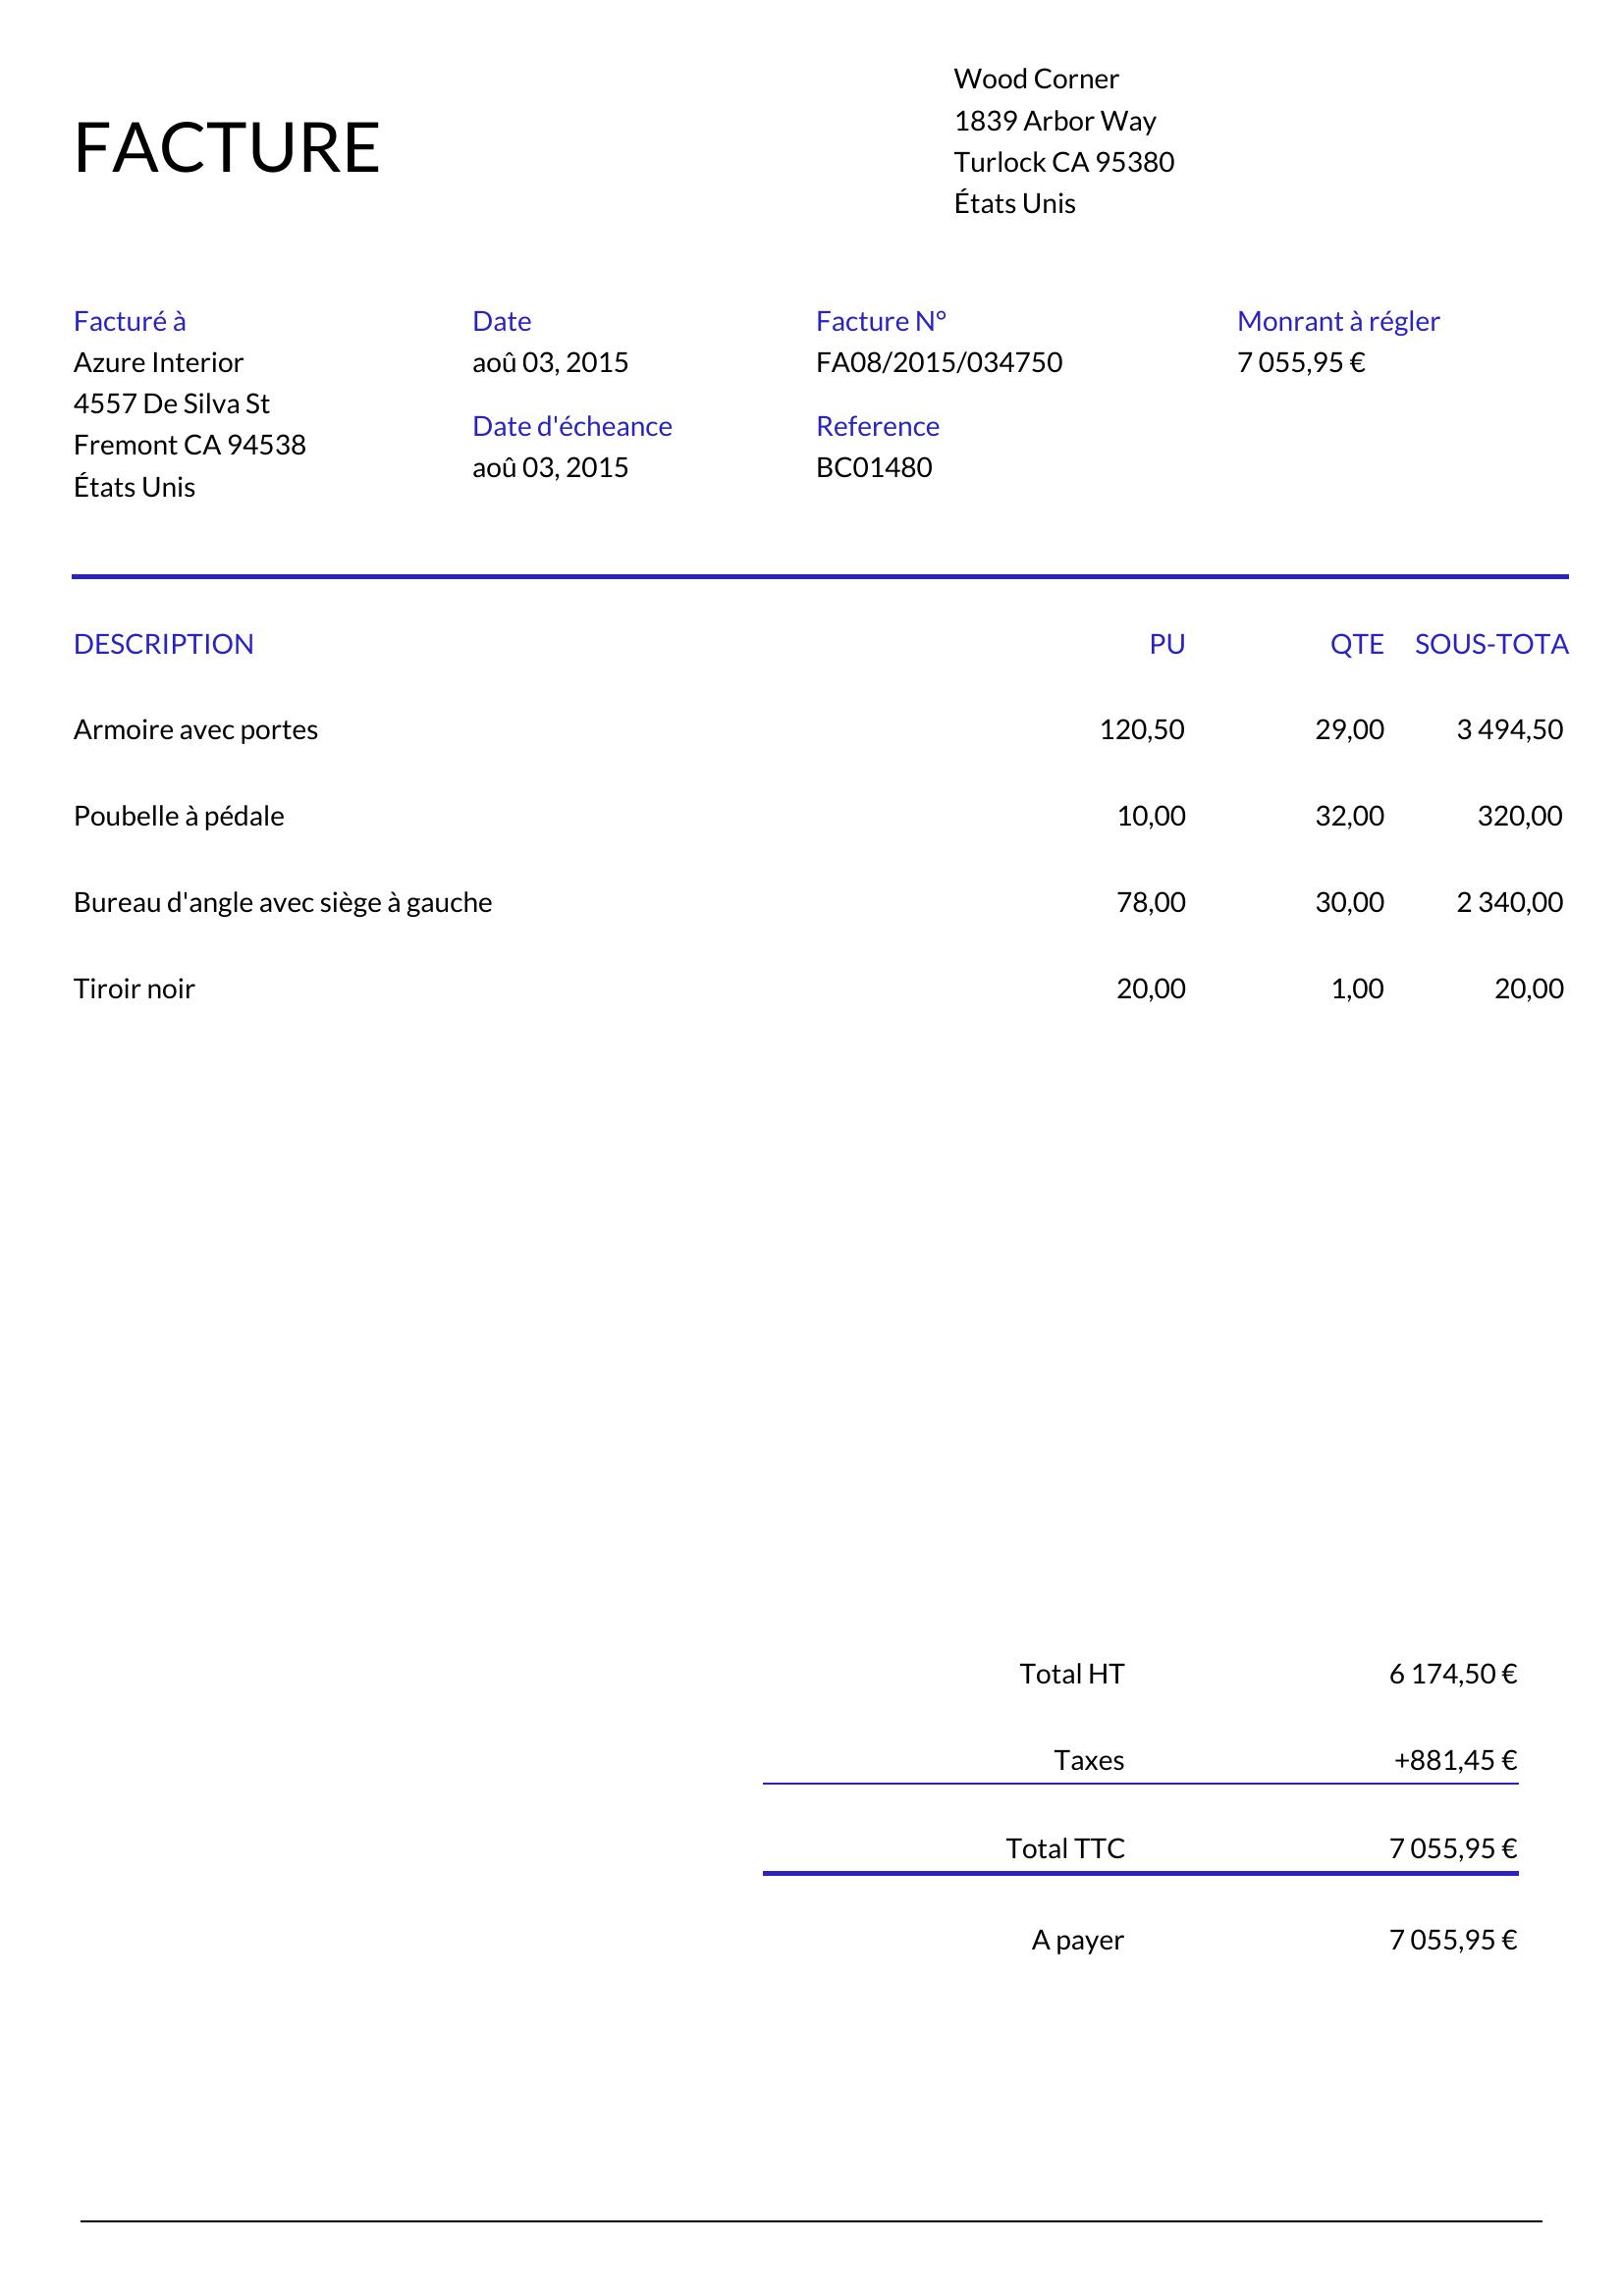 Wood Corner
1839 Arbor Way
Turlock CA 95380
États Unis
FACTURE
Facturé à
Azure Interior
4557 De Silva St
Fremont CA 94538
États Unis
Date
aoû 03, 2015
Date d'écheance
aoû 03, 2015
Facture N°
FA08/2015/034750
Reference
BC01480
Monrant à régler
7 055,95 €
DESCRIPTION PU QTE SOUS-TOTA
Armoire avec portes 120,50 29,00 3 494,50
Poubelle à pédale 10,00 32,00 320,00
Bureau d'angle avec siège à gauche 78,00 30,00 2 340,00
Tiroir noir 20,00 1,00 20,00
Total HT 6 174,50 €
Taxes +881,45 €
Total TTC 7 055,95 €
A payer 7 055,95 €